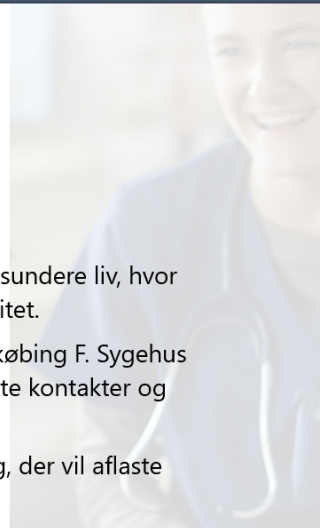 sundere liv, hvor
itet.
købing F. Sygehus
te kontakter og
g, der vil aflaste